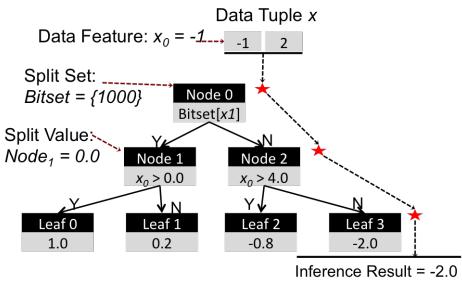 Data Tuple x
Data Feature: x0 = -1
-1 2
Split Set:
Bitset = {1000}
Node 0
Bitset[x1]
Split Value:
Node1 = 0.0
Y N
Node 1 Node 2
x0 > 0.0 x0 > 4.0
Y N Y N
Leaf 0 Leaf 1 Leaf 2 Leaf 3
1.0 0.2 -0.8 -2.0
Inference Result = -2.0